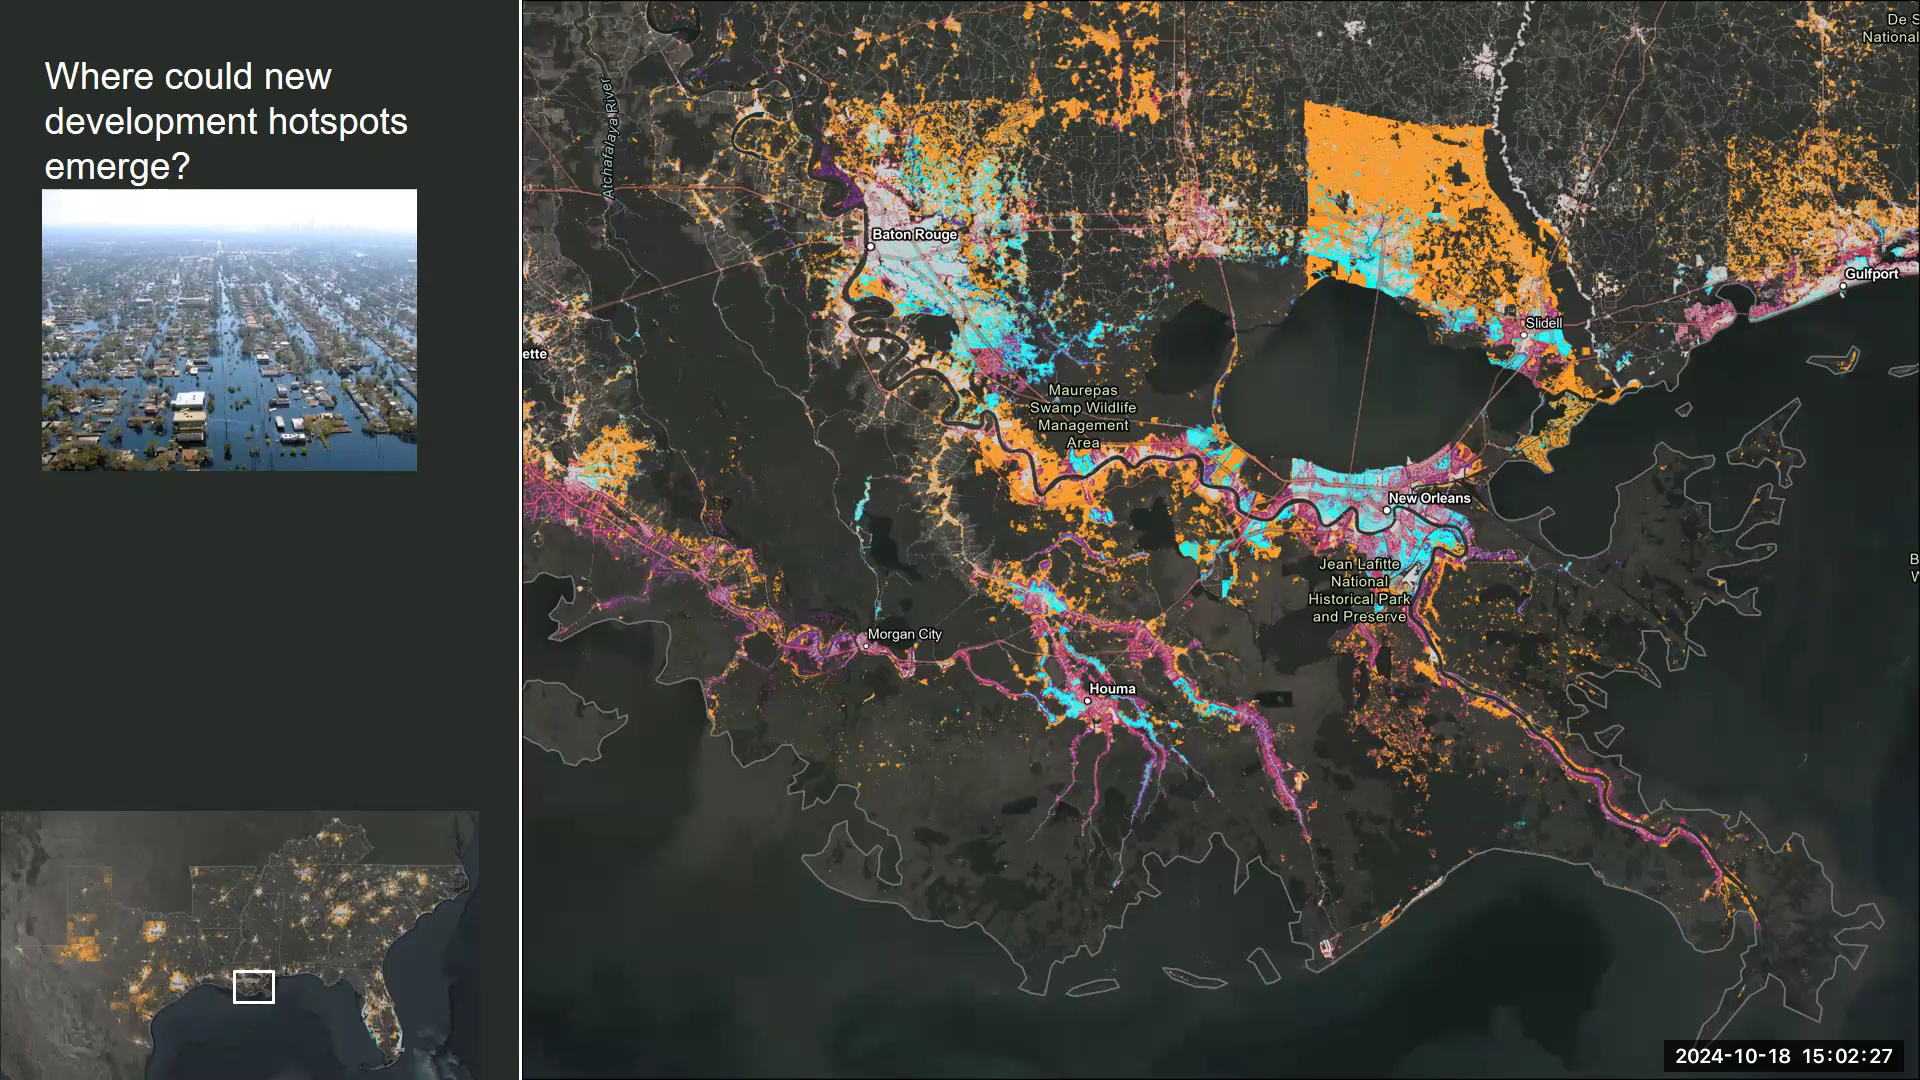 Where could new
development hotspots
emerge?
De S
National
Atchafalaya River
Baton Rouge
Gulfport
Slidell
ette
Maurepas
Swamp Wildlife
Management
Area
New Orleans
Jean Lafitte
National
Historical Park
and Preserve
B
W
Morgan City
Houma
2024-10-18 15:02:27